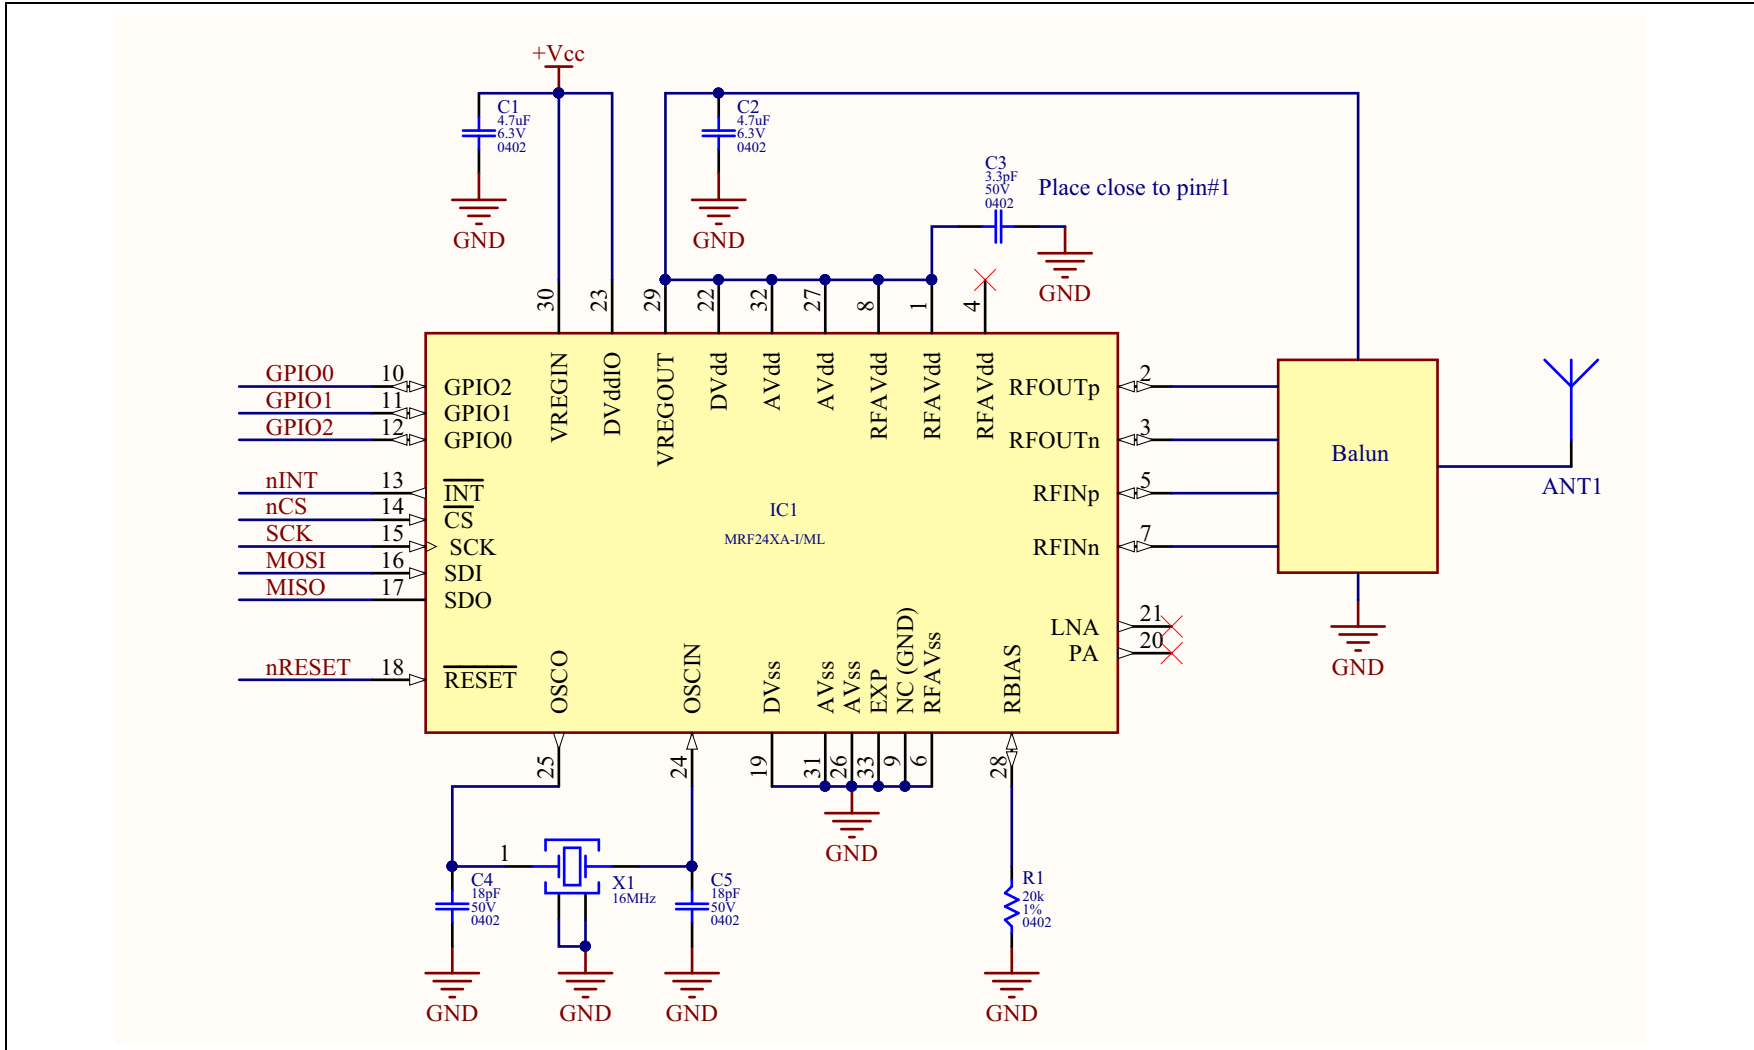 +Vcc
C1
4.7uF
6.3V
0402
GND
C2
4.7uF
6.3V
0402
GND
C3
3.3pF
50V
0402
Place close to pin#1
GND
30
23
29
22
32
27
8
1
4
VREGIN
DVddIO
VREGOUT
DVdd
AVdd
AVdd
RFAVdd
RFAVdd
RFAVdd
GPIO0 10 GPIO2
GPIO1 11 GPIO1
GPIO2 12 GPIO0
nINT 13 INT
nCS 14 CS
SCK 15 SCK
MOSI 16 SDI
MISO 17 SDO
nRESET 18 RESET
IC1
MRF24XA-I/ML
RFOUTp 2
RFOUTn 3
RFINp 5
RFINn 7
LNA 21
PA 20
Balun
GND
ANT1
OSCO
OSCIN
DVss
AVss
AVss
EXP
NC (GND)
RFAVss
RBIAS
25
24
19
31
26
33
9
6
28
GND
1
X1
16MHz
C4
18pF
50V
0402
C5
18pF
50V
0402
R1
20k
1%
0402
GND
GND
GND
GND